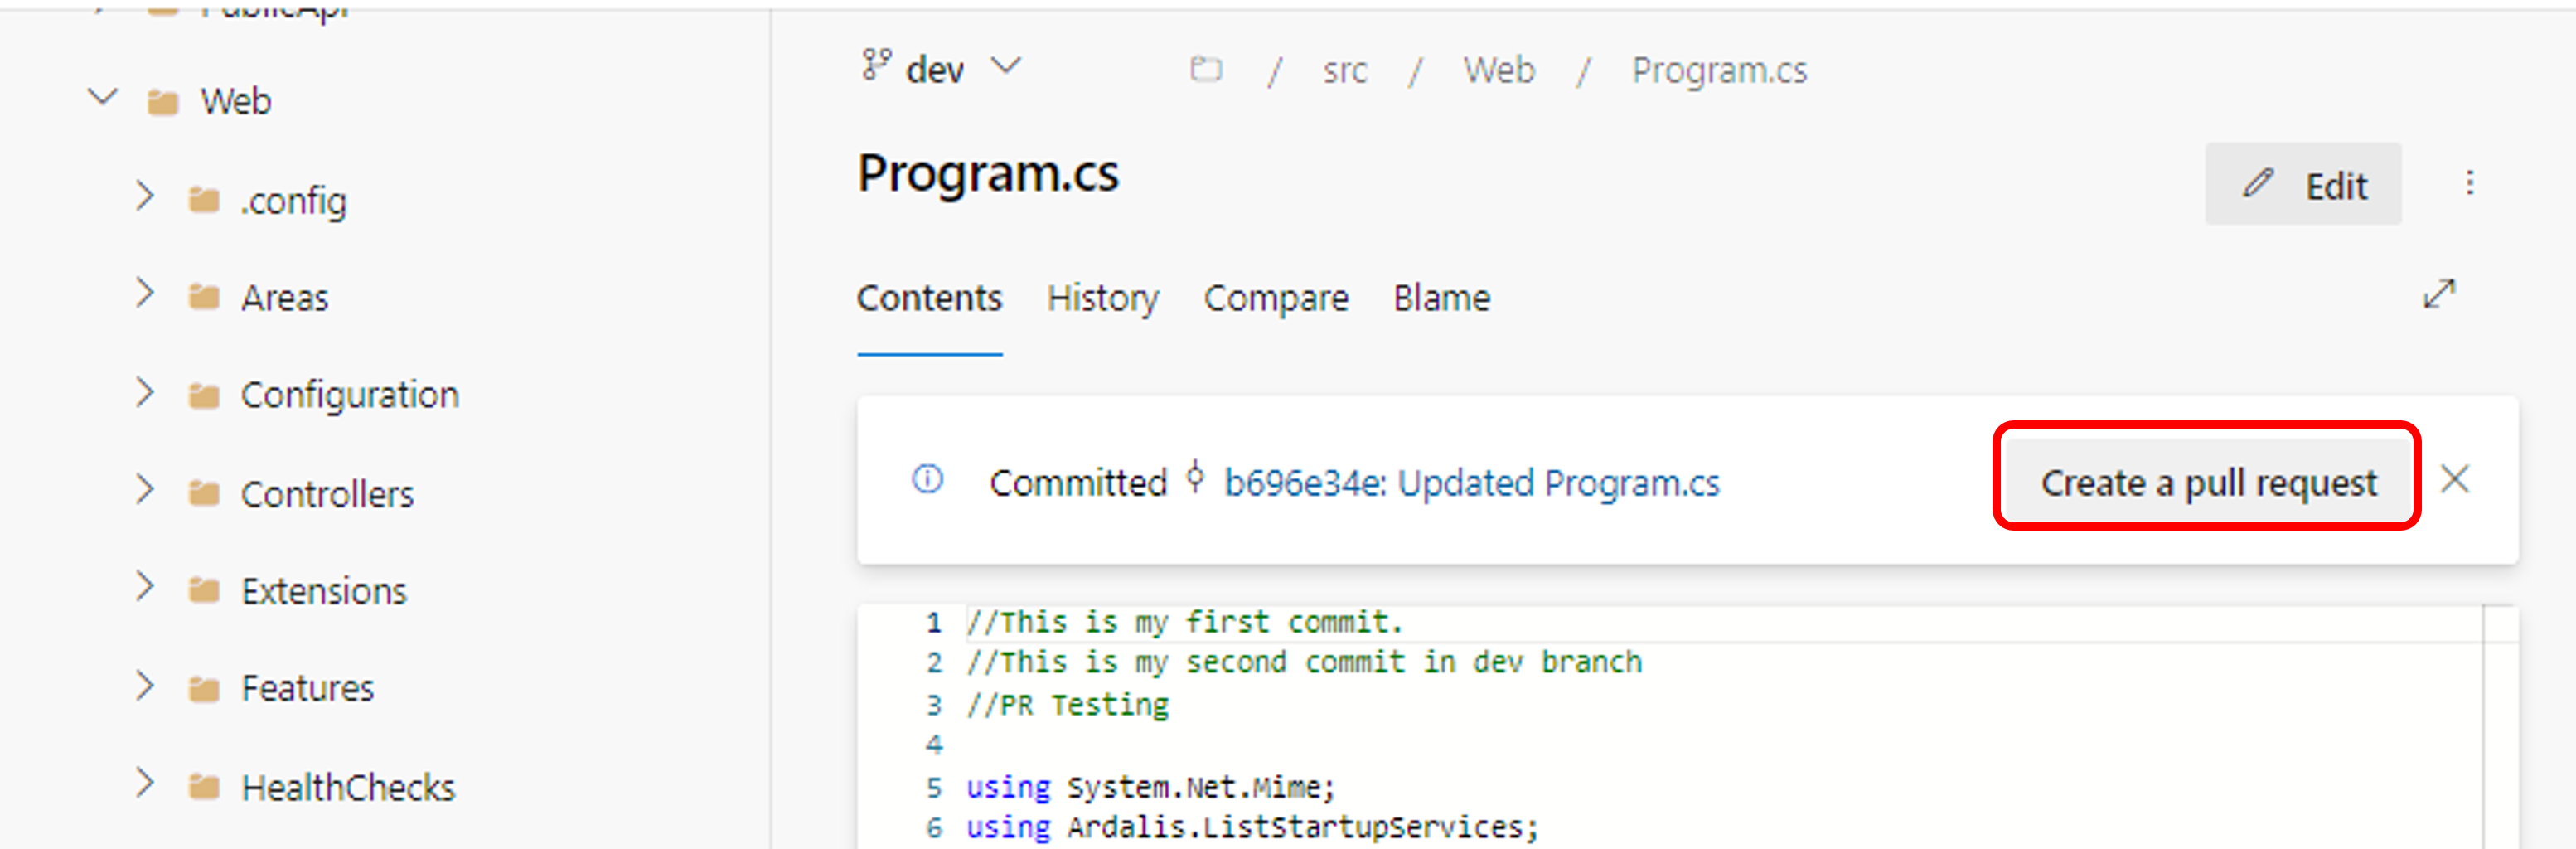 PublicApi
Web
.config
Areas
Configuration
Controllers
Extensions
Features
HealthChecks
dev / src / Web / Program.cs
Program.cs
Edit
Contents History Compare Blame
Committed b696e34e: Updated Program.cs
Create a pull request
1 //This is my first commit.
2 //This is my second commit in dev branch
3 //PR Testing
4
5 using System.Net.Mime;
6 using Ardalis.ListStartupServices;